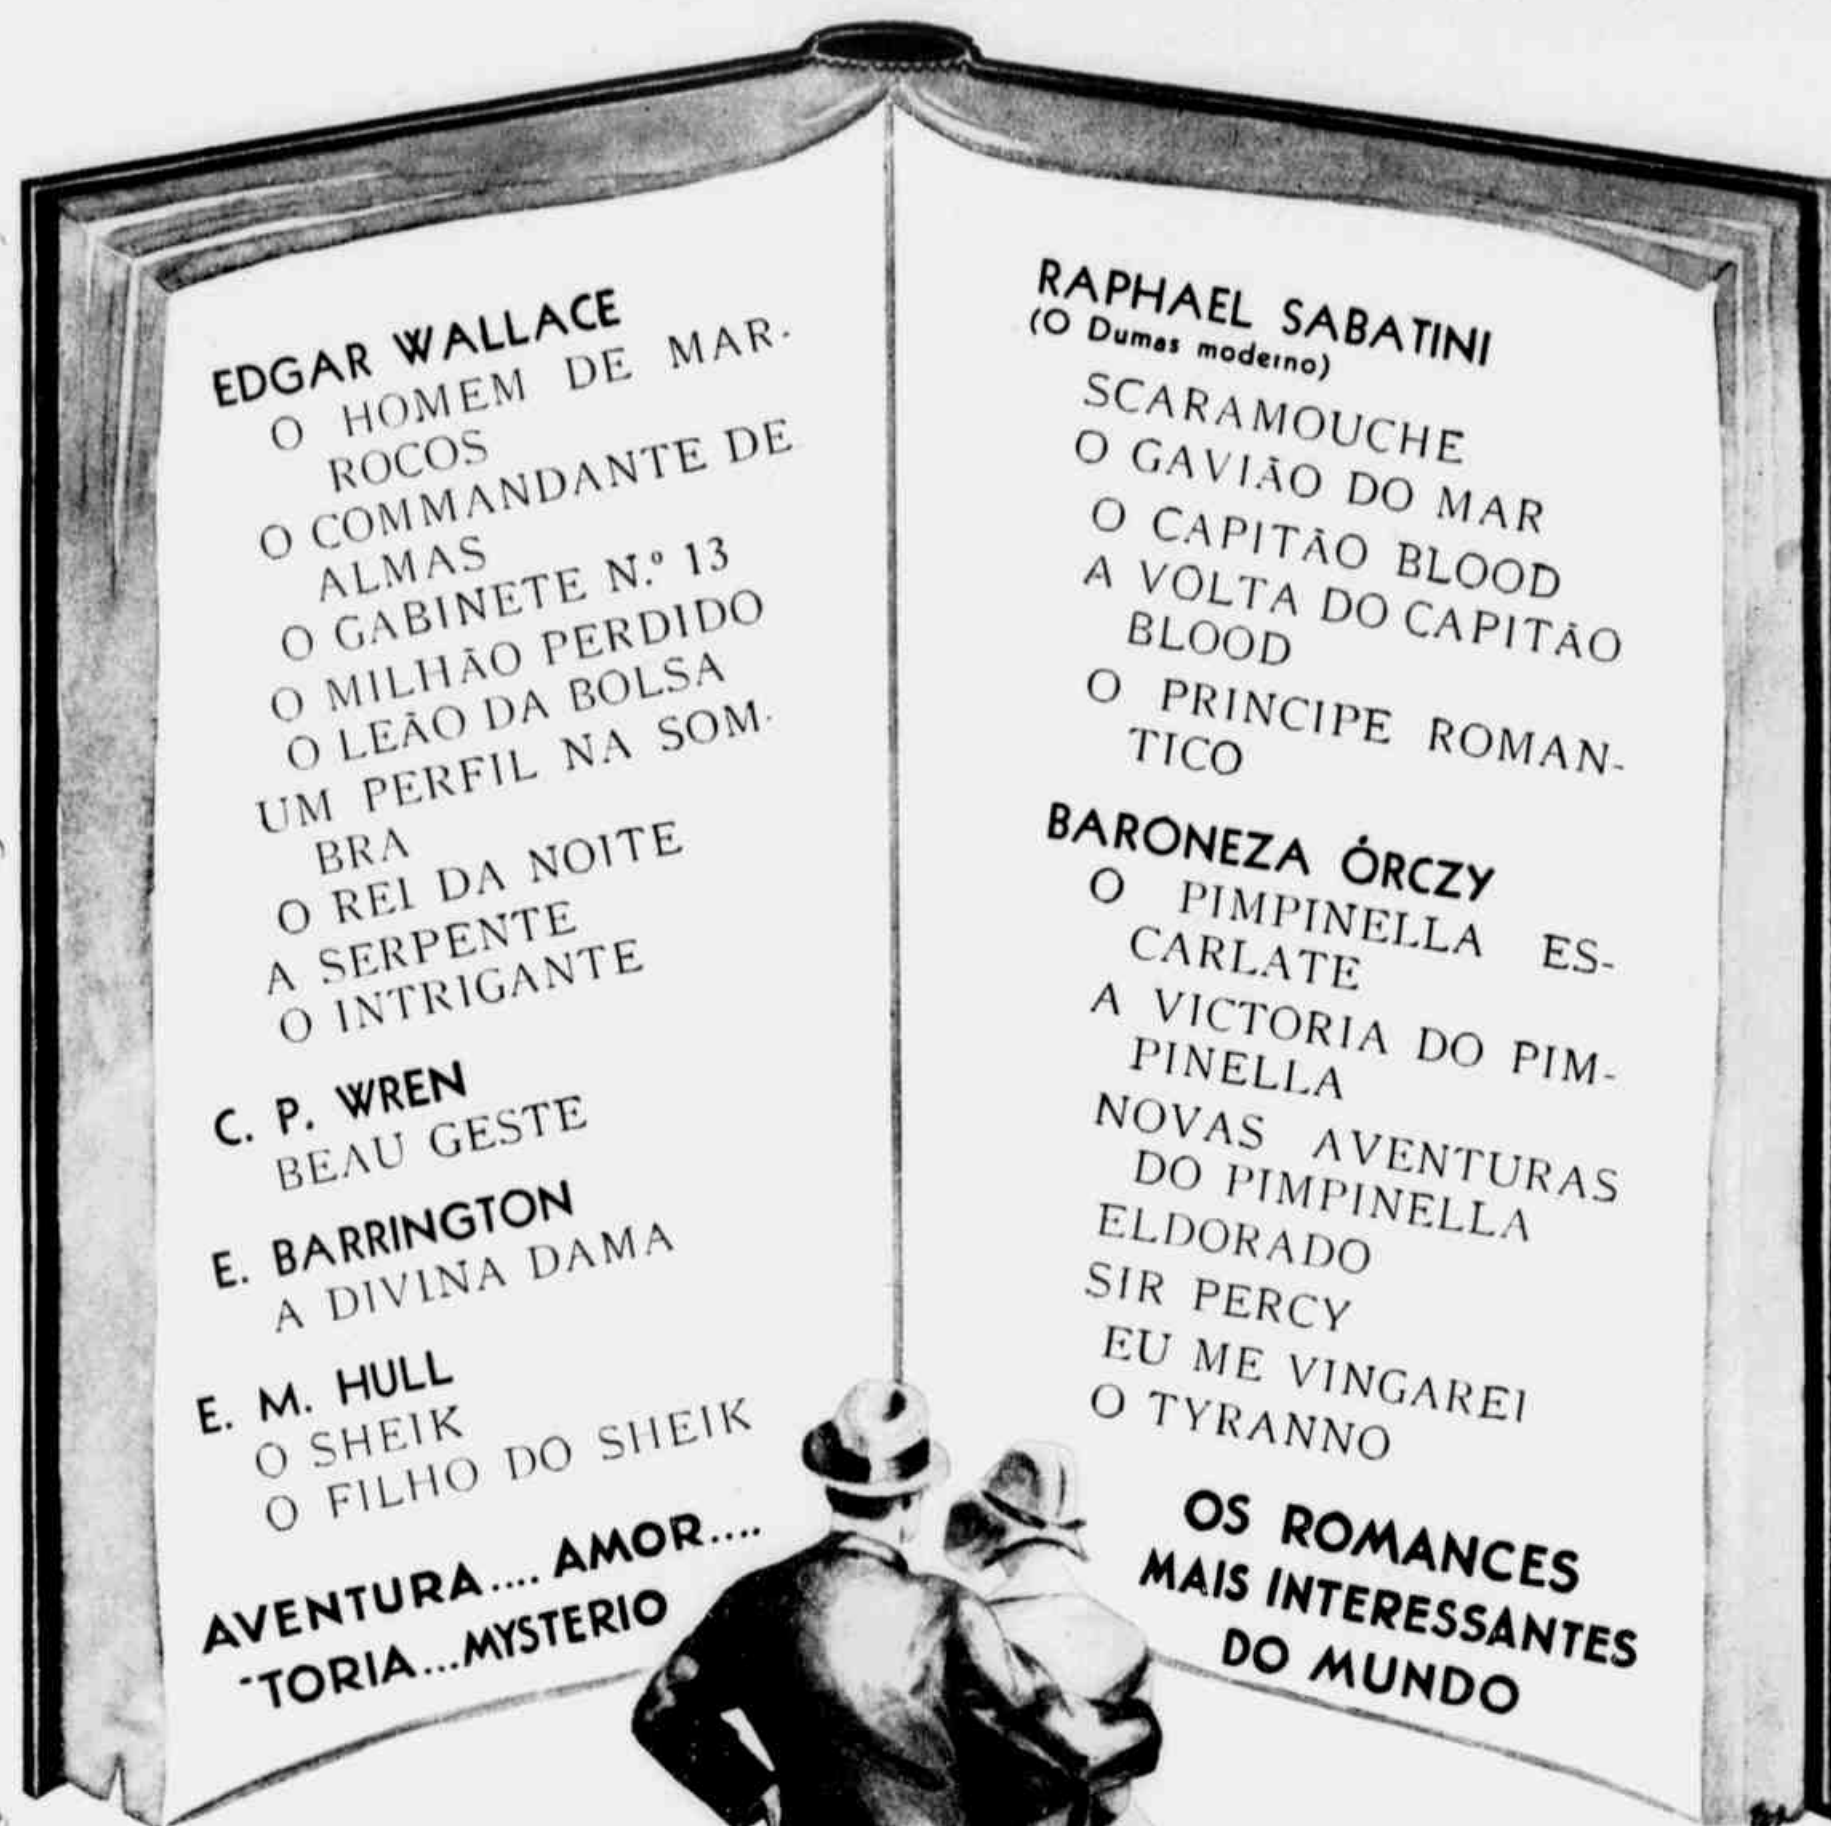 EDGAR WALLACE
O HOMEM DE MAR-
ROCOS
O COMMANDANTE DE
ALMAS
O GABINETE N.º 13
O MILHÃO PERDIDO
O LEÃO DA BOLSA
UM PERFIL NA SOM-
BRA
O REI DA NOITE
A SERPENTE
O INTRIGANTE
C. P. WREN
BEAU GESTE
E. BARRINGTON
A DIVINA DAMA
E. M. HULL
O SHEIK
O FILHO DO SHEIK
AVENTURA.... AMOR....
-TORIA...MYSTERIO
RAPHAEL SABATINI
(O Dumas moderno)
SCARAMOUCHE
O GAVIÃO DO MAR
O CAPITÃO BLOOD
A VOLTA DO CAPITÃO
BLOOD
O PRINCIPE ROMAN-
TICO
BARONEZA ÓRCZY
O PIMPINELLA ES-
CARLATE
A VICTORIA DO PIM-
PINELLA
NOVAS AVENTURAS
DO PIMPINELLA
ELDORADO
SIR PERCY
EU ME VINGAREI
O TYRANNO
OS ROMANCES
MAIS INTERESSANTES
DO MUNDO